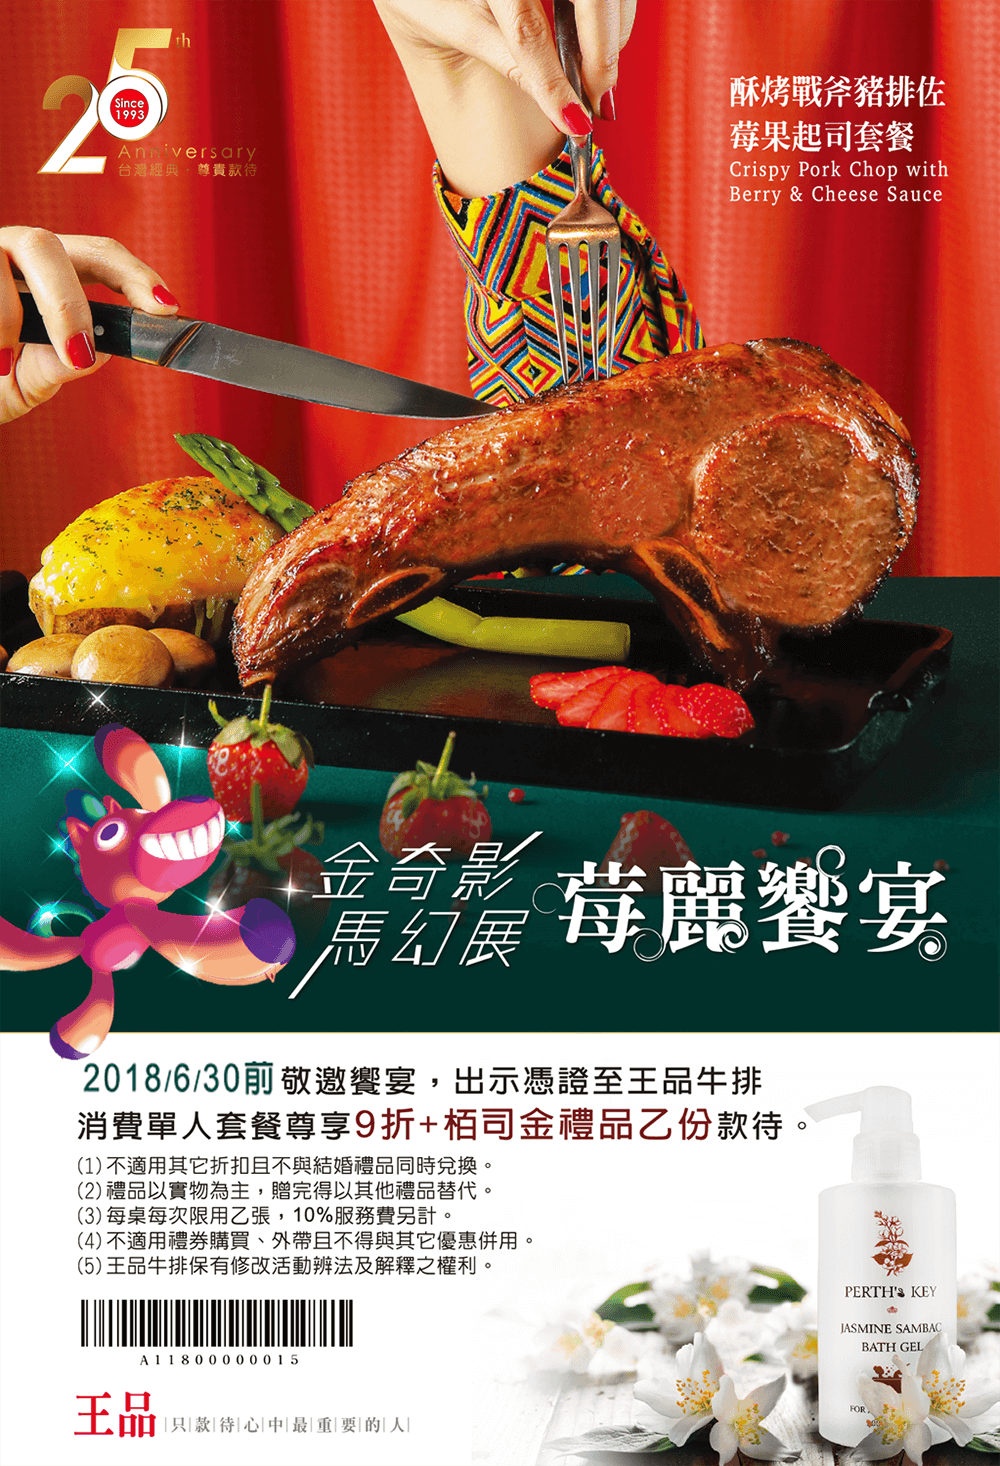 25th
Since
1993
Anniversary
台灣經典·尊貴款待
酥烤戰斧豬排佐
莓果起司套餐
Crispy Pork Chop with
Berry & Cheese Sauce
金奇影
馬幻展
莓麗饗宴
2018/6/30前敬邀饗宴，出示憑證至王品牛排
消費單人套餐尊享9折+栢司金禮品乙份款待。
(1)不適用其它折扣且不與結婚禮品同時兌換。
(2)禮品以實物為主，贈完得以其他禮品替代。
(3)每桌每次限用乙張，10%服務費另計。
(4)不適用禮券購買、外帶且不得與其它優惠併用。
(5)王品牛排保有修改活動辨法及解釋之權利。
A11800000015
王品 |只|款|待|心|中|最|重|要|的|人|
PERTH's KEY
JASMINE SAMBAC
BATH GEL
FOR